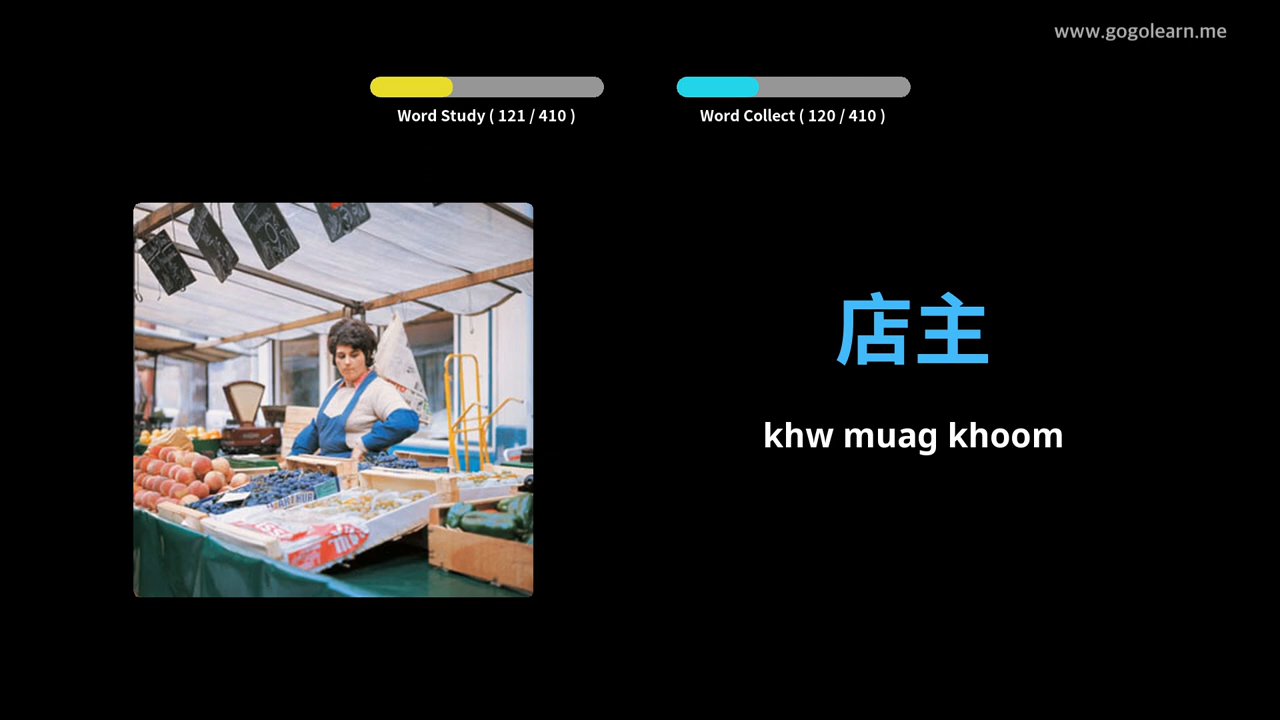 www.gogolearn.me
Word Study ( 121 / 410 )
Word Collect ( 120 / 410 )
店主
khw muag khoom